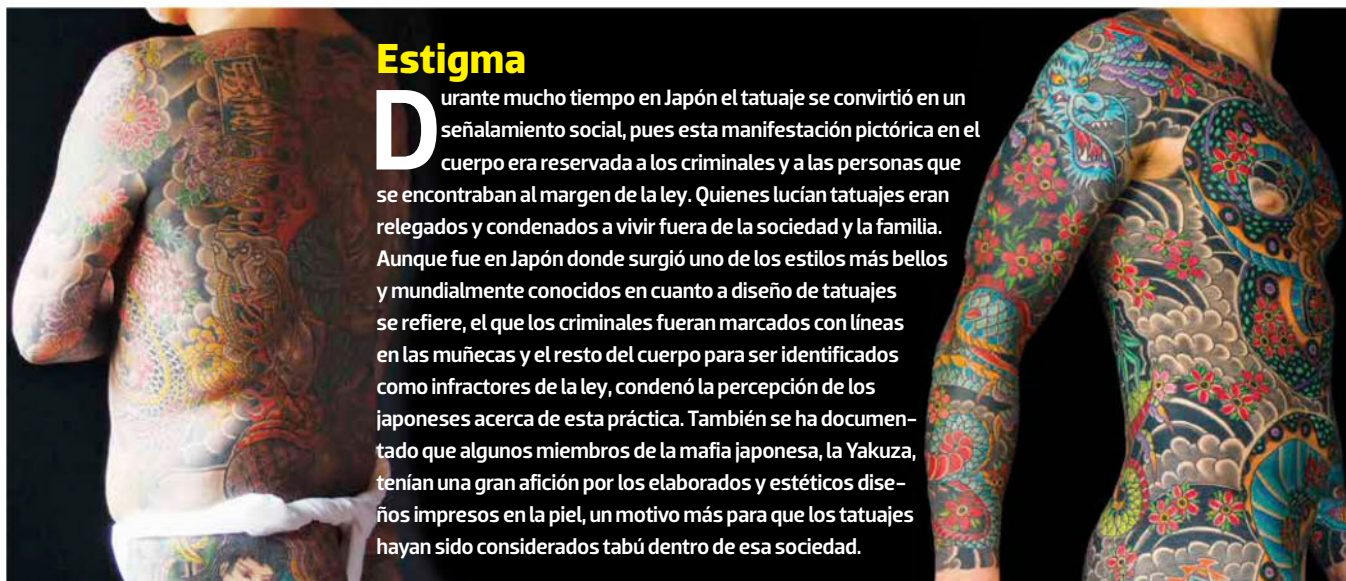 Estigma
Durante mucho tiempo en Japón el tatuaje se convirtió en un
señalamiento social, pues esta manifestación pictórica en el
cuerpo era reservada a los criminales y a las personas que
se encontraban al margen de la ley. Quienes lucían tatuajes eran
relegados y condenados a vivir fuera de la sociedad y la familia.
Aunque fue en Japón donde surgió uno de los estilos más bellos
y mundialmente conocidos en cuanto a diseño de tatuajes
se refiere, el que los criminales fueran marcados con líneas
en las muñecas y el resto del cuerpo para ser identificados
como infractores de la ley, condenó la percepción de los
japoneses acerca de esta práctica. También se ha documen-
tado que algunos miembros de la mafia japonesa, la Yakuza,
tenían una gran afición por los elaborados y estéticos dise-
ños impresos en la piel, un motivo más para que los tatuajes
hayan sido considerados tabú dentro de esa sociedad.